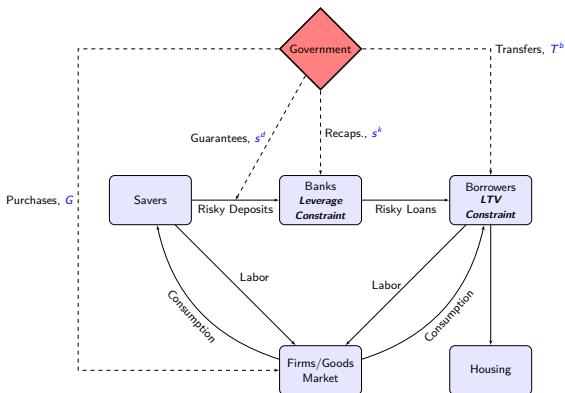 Government
Transfers, T^b
Guarantees, s^d
Recaps., s^k
Purchases, G
Savers
Risky Deposits
Banks
Leverage
Constraint
Risky Loans
Borrowers
LTV
Constraint
Labor
Labor
Consumption
Consumption
Firms/Goods
Market
Housing